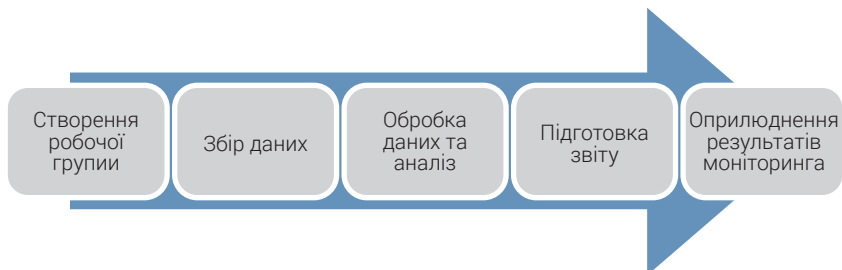 Створення
робочої
групии
Збір даних
Обробка
даних та
аналіз
Підготовка
звіту
Оприлюднення
результатів
моніторинга